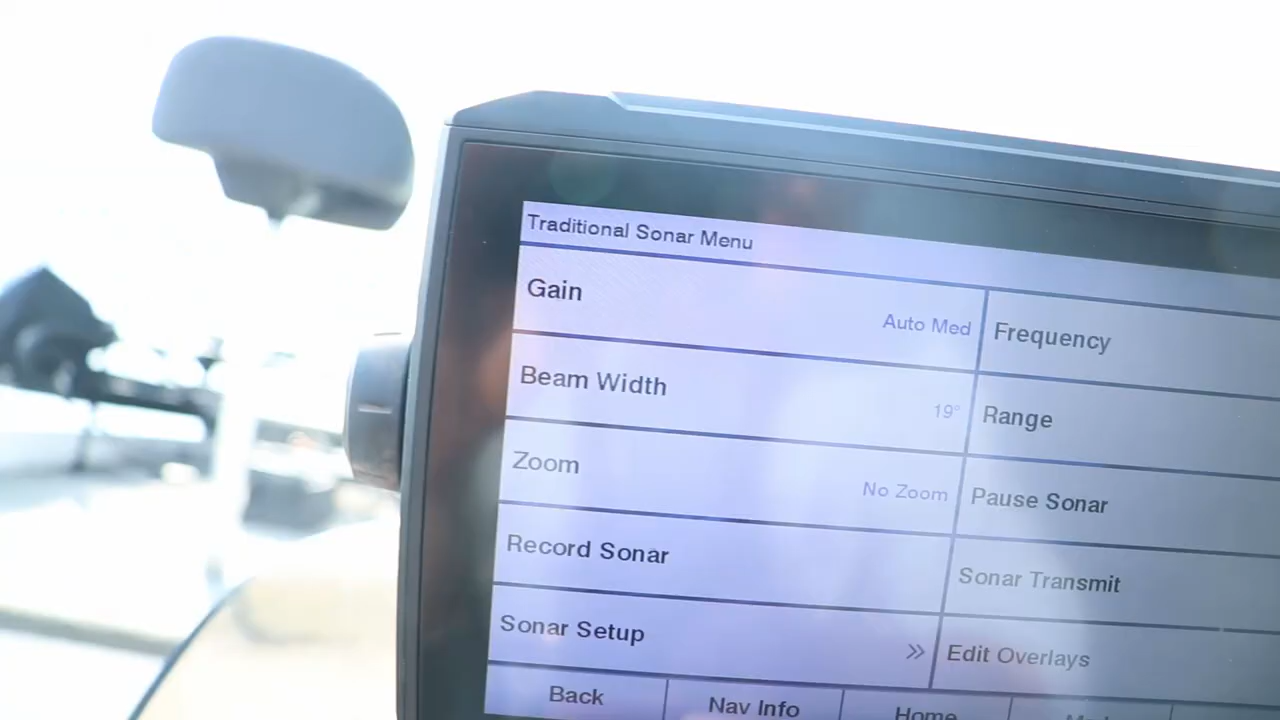 Traditional Sonar Menu
Gain
Auto Med
Frequency
Beam Width
19°
Range
Zoom
No Zoom
Pause Sonar
Record Sonar
Sonar Transmit
Sonar Setup
Edit Overlays
Back
Nav Info
Home